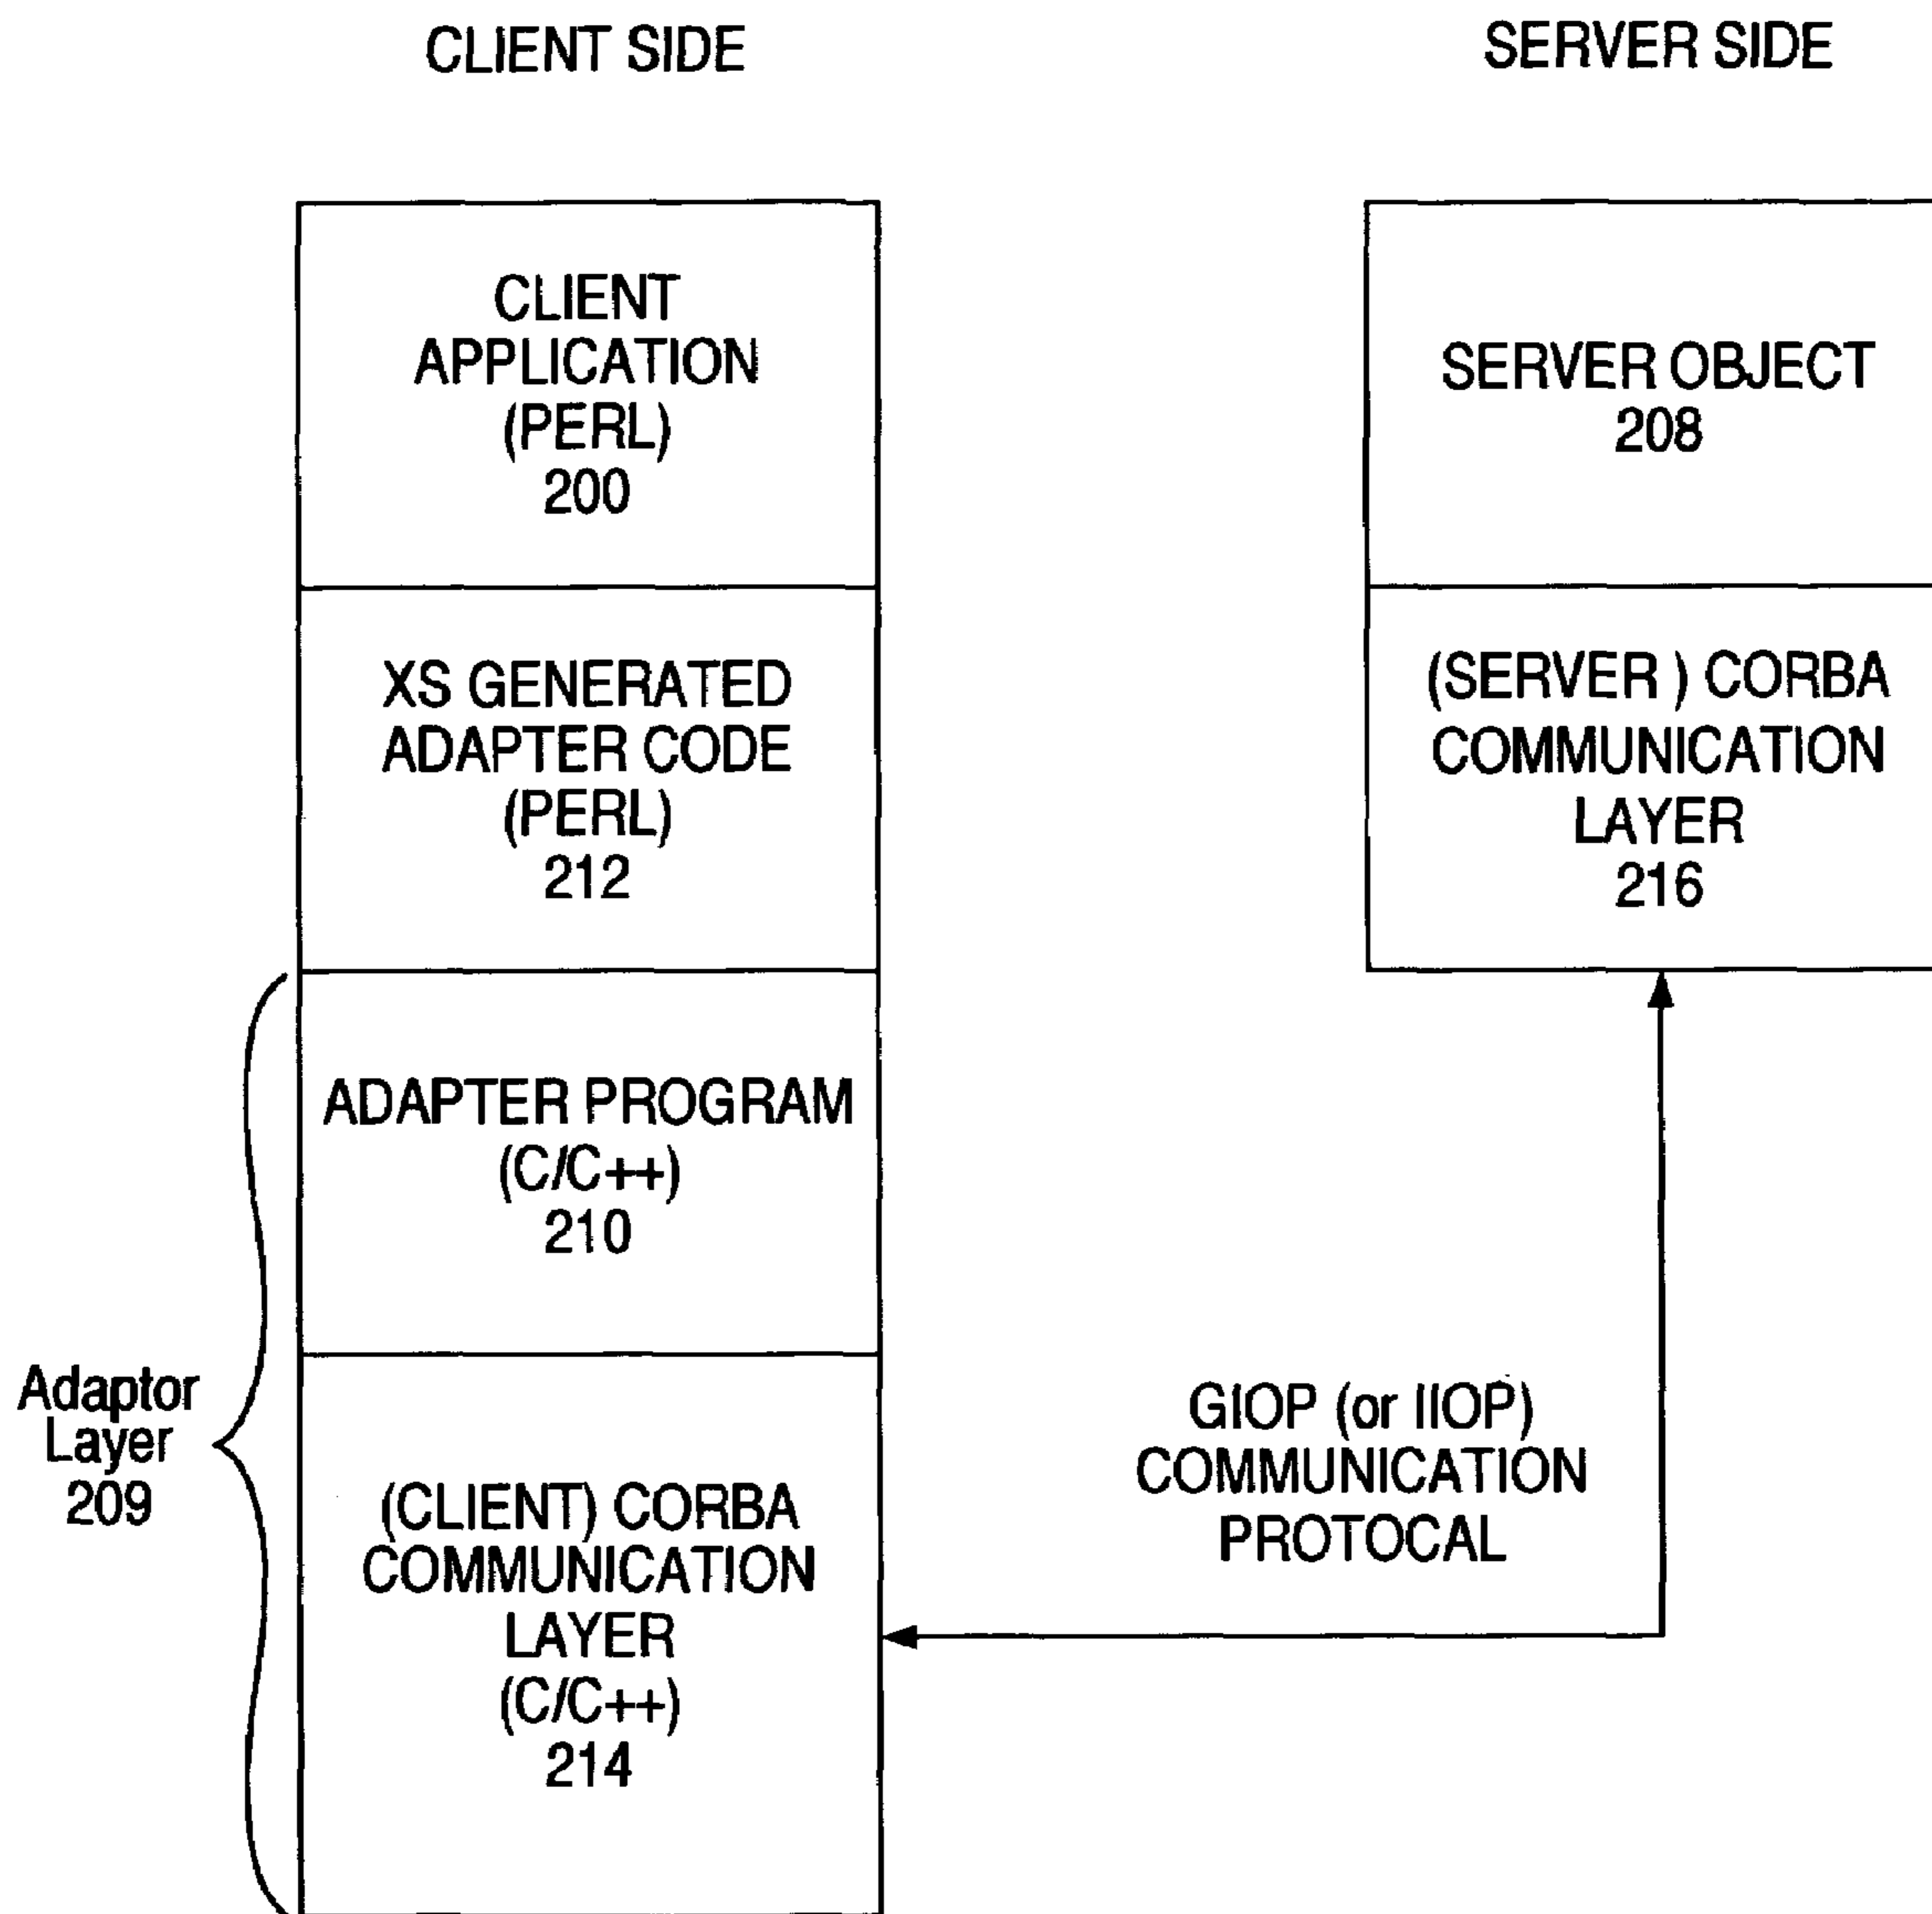 CLIENT SIDE
SERVER SIDE
CLIENT
APPLICATION
(PERL)
200
SERVER OBJECT
208
XS GENERATED
ADAPTER CODE
(PERL)
212
(SERVER ) CORBA
COMMUNICATION
LAYER
216
ADAPTER PROGRAM
(C/C++)
210
Adaptor
Layer
209
(CLIENT) CORBA
COMMUNICATION
LAYER
(C/C++)
214
GIOP (or IIOP)
COMMUNICATION
PROTOCAL